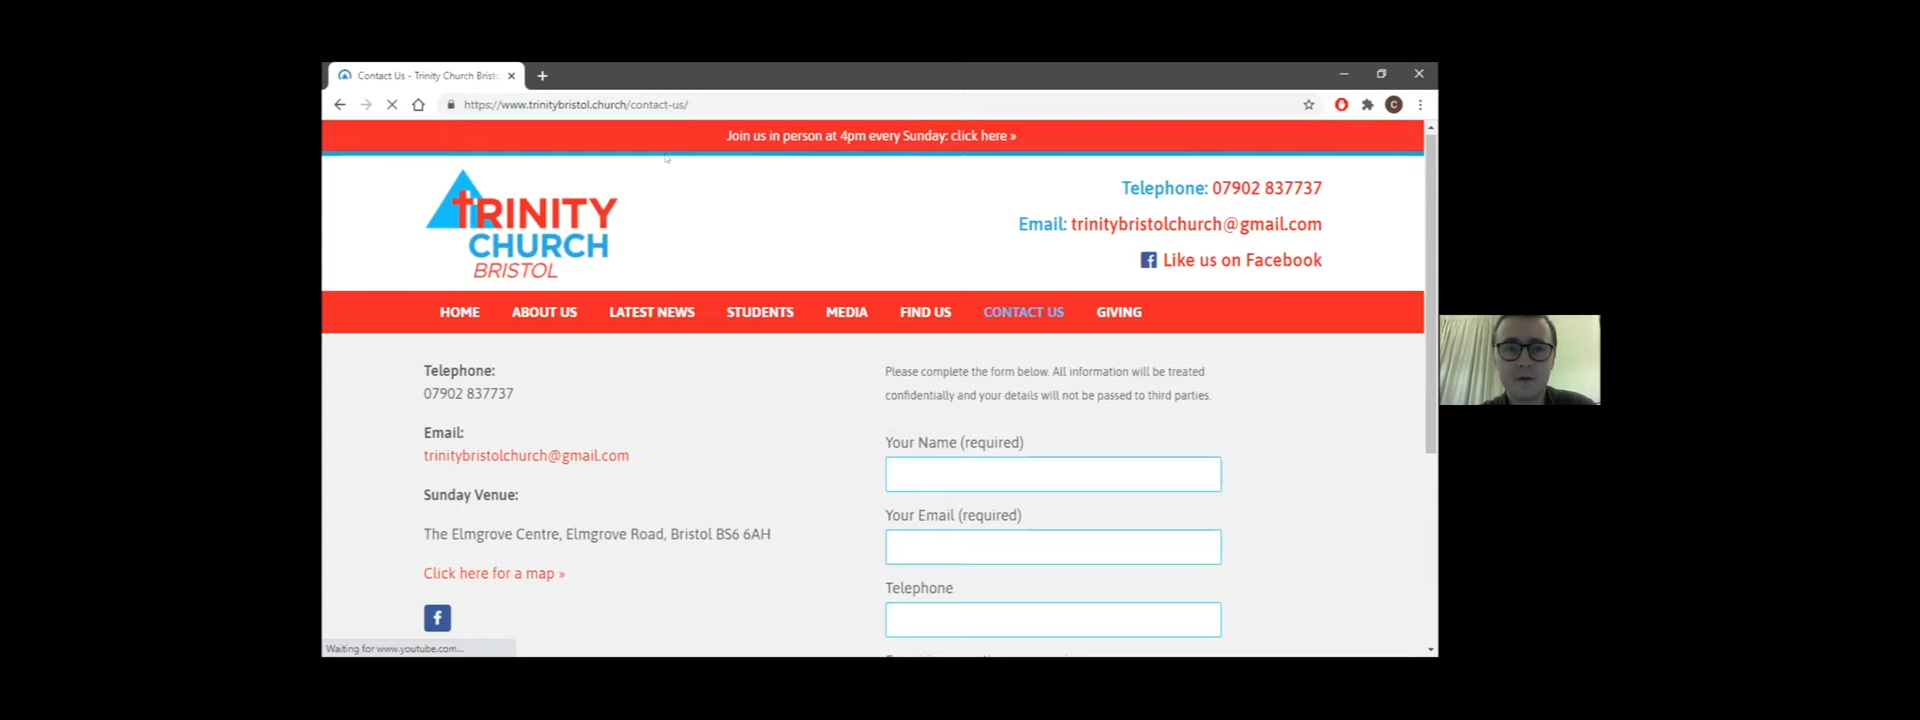 Contact Us - Trinity Church Brist
https://www.trinitybristol.church/contact-us/
C
Join us in person at 4pm every Sunday: click here »
TRINITY
CHURCH
BRISTOL
Telephone: 07902 837737
Email: trinitybristolchurch@gmail.com
f Like us on Facebook
HOME ABOUT US LATEST NEWS STUDENTS MEDIA FIND US CONTACT US GIVING
Telephone:
07902 837737
Email:
trinitybristolchurch@gmail.com
Sunday Venue:
The Elmgrove Centre, Elmgrove Road, Bristol BS6 6AH
Click here for a map »
f
Please complete the form below. All information will be treated
confidentially and your details will not be passed to third parties.
Your Name (required)
Your Email (required)
Telephone
Waiting for www.youtube.com...